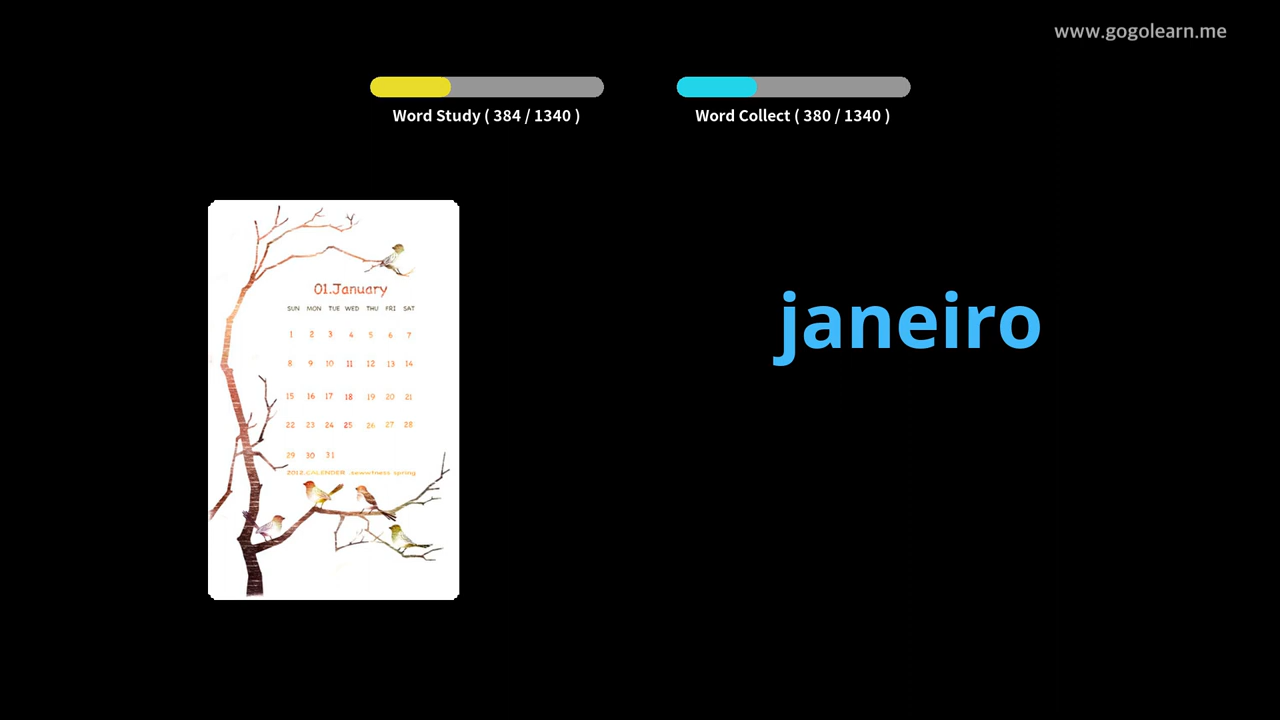 www.gogolearn.me
Word Study ( 384 / 1340 )
Word Collect ( 380 / 1340 )
01.January
SUN MON TUE WED THU FRI SAT
1 2 3 4 5 6 7
8 9 10 11 12 13 14
15 16 17 18 19 20 21
22 23 24 25 26 27 28
29 30 31
janeiro